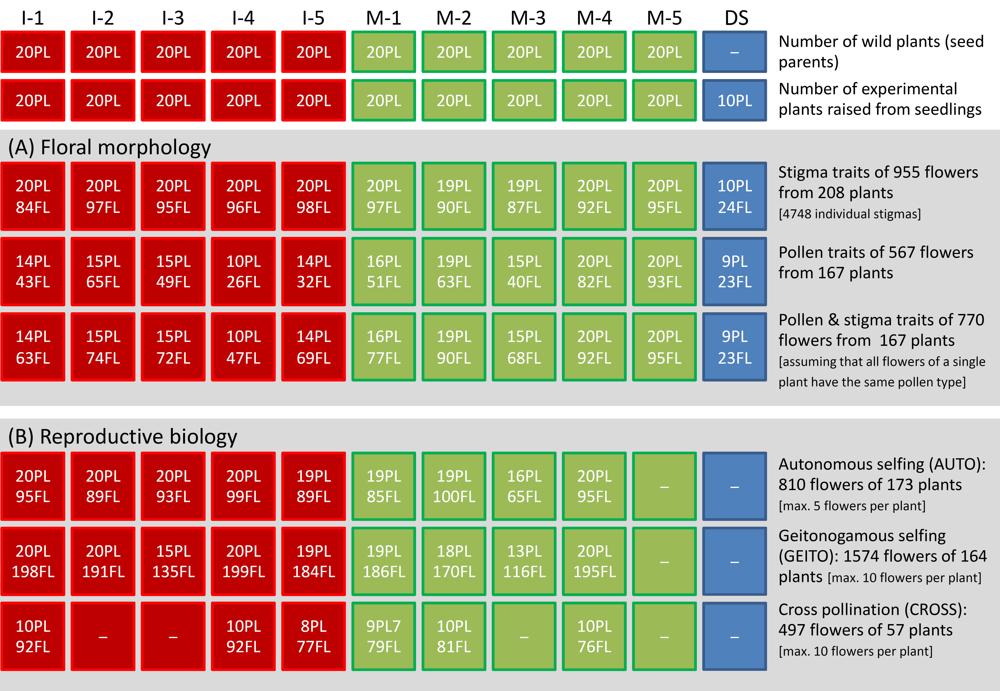 I-1 I-2 I-3 I-4 I-5 M-1 M-2 M-3 M-4 M-5 DS
20PL 20PL 20PL 20PL 20PL 20PL 20PL 20PL 20PL 20PL –
Number of wild plants (seed
parents)
20PL 20PL 20PL 20PL 20PL 20PL 20PL 20PL 20PL 20PL 10PL
Number of experimental
plants raised from seedlings
(A) Floral morphology
20PL 20PL 20PL 20PL 20PL 20PL 19PL 19PL 20PL 20PL 10PL
84FL 97FL 95FL 96FL 98FL 97FL 90FL 87FL 92FL 95FL 24FL
Stigma traits of 955 flowers
from 208 plants
[4748 individual stigmas]
14PL 15PL 15PL 10PL 14PL 16PL 19PL 15PL 20PL 20PL 9PL
43FL 65FL 49FL 26FL 32FL 51FL 63FL 40FL 82FL 93FL 23FL
Pollen traits of 567 flowers
from 167 plants
14PL 15PL 15PL 10PL 14PL 16PL 19PL 15PL 20PL 20PL 9PL
63FL 74FL 72FL 47FL 69FL 77FL 90FL 68FL 92FL 95FL 23FL
Pollen & stigma traits of 770
flowers from 167 plants
[assuming that all flowers of a single
plant have the same pollen type]
(B) Reproductive biology
20PL 20PL 20PL 20PL 19PL 19PL 19PL 16PL 20PL – –
95FL 89FL 93FL 99FL 89FL 85FL 100FL 65FL 95FL
Autonomous selfing (AUTO):
810 flowers of 173 plants
[max. 5 flowers per plant]
20PL 20PL 15PL 20PL 19PL 19PL 18PL 13PL 20PL – –
198FL 191FL 135FL 199FL 184FL 186FL 170FL 116FL 195FL
Geitonogamous selfing
(GEITO): 1574 flowers of 164
plants [max. 10 flowers per plant]
10PL – – 10PL 8PL 9PL7 10PL – 10PL – –
92FL 92FL 77FL 79FL 81FL 76FL
Cross pollination (CROSS):
497 flowers of 57 plants
[max. 10 flowers per plant]